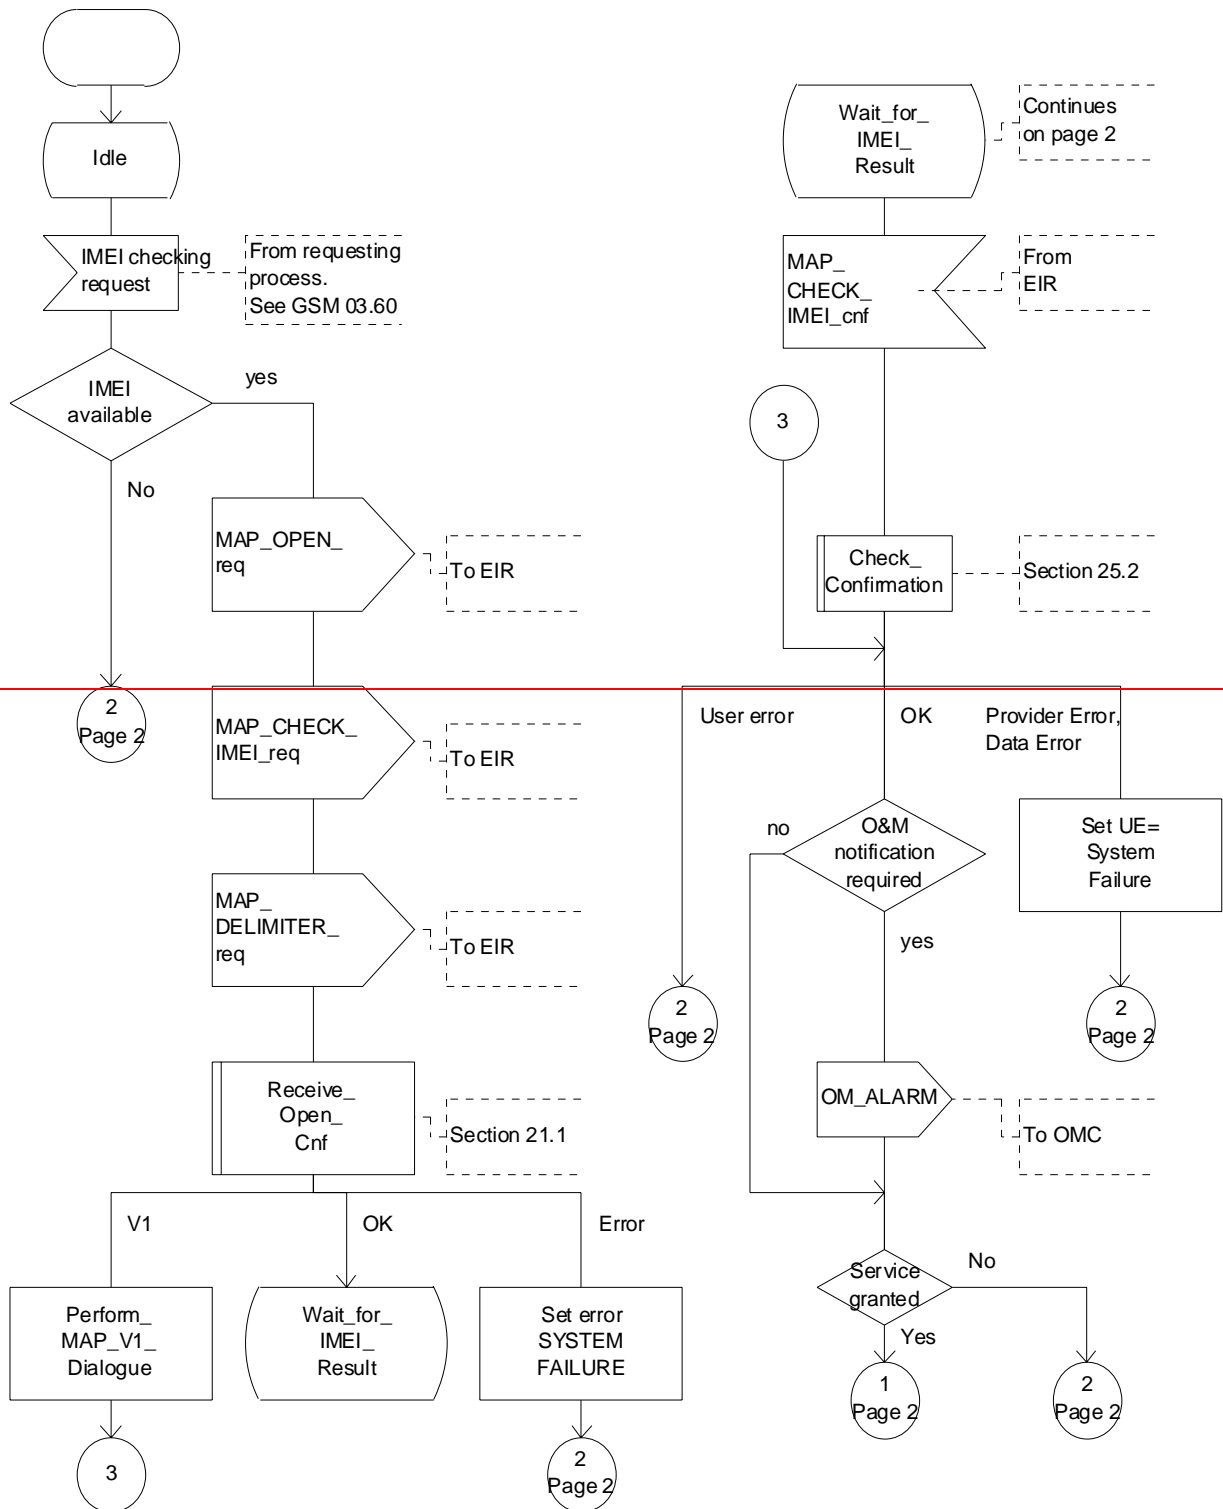 Idle
IMEI checking
request
From requesting
process.
See GSM 03.60
IMEI
available
yes
No
MAP_OPEN_
req
To EIR
2
Page 2
MAP_CHECK_
IMEI_req
To EIR
MAP_
DELIMITER_
req
To EIR
Receive_
Open_
Cnf
Section 21.1
V1
OK
Error
Perform_
MAP_V1_
Dialogue
Wait_for_
IMEI_
Result
Set error
SYSTEM
FAILURE
3
2
Page 2
Wait_for_
IMEI_
Result
Continues
on page 2
MAP_
CHECK_
IMEI_cnf
From
EIR
3
Check_
Confirmation
Section 25.2
User error
OK
Provider Error,
Data Error
no
O&M
notification
required
Set UE=
System
Failure
yes
2
Page 2
2
Page 2
OM_ALARM
To OMC
Service
granted
No
Yes
1
Page 2
2
Page 2